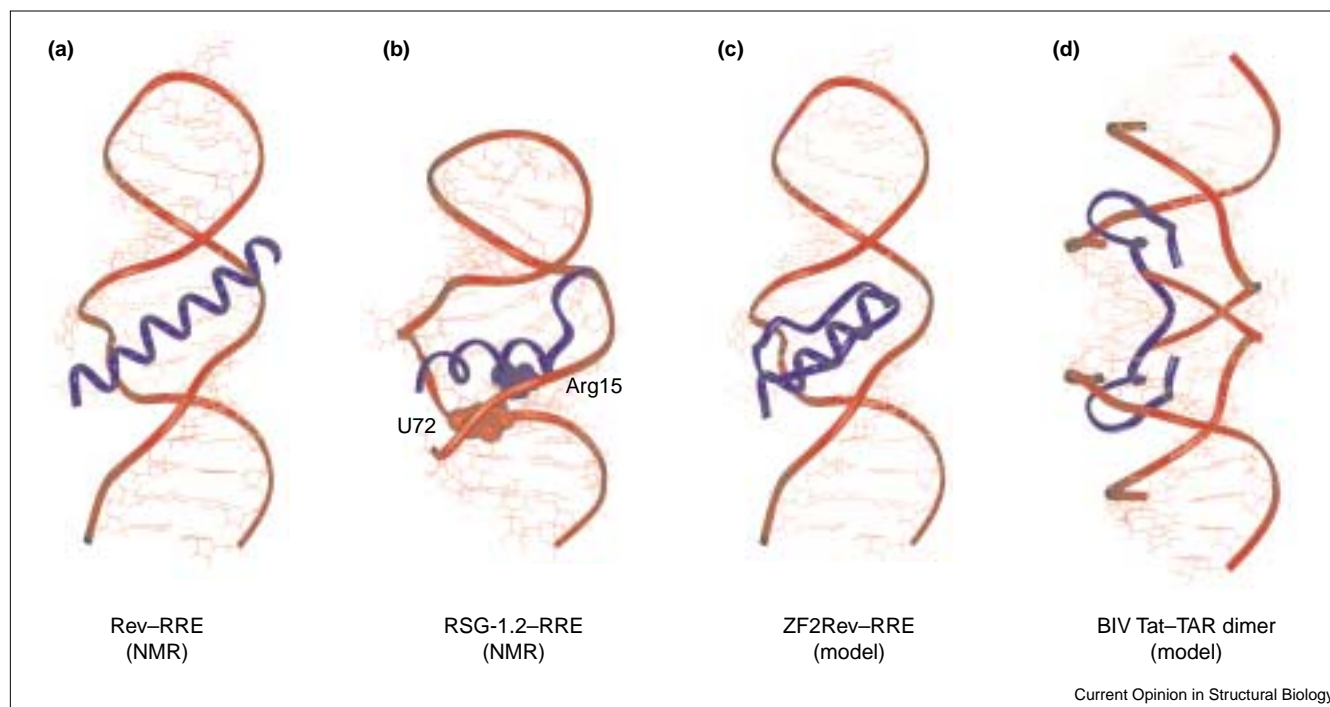 (a)
(b)
(c)
(d)
Arg15
U72
Rev–RRE
(NMR)
RSG-1.2–RRE
(NMR)
ZF2Rev–RRE
(model)
BIV Tat–TAR dimer
(model)
Current Opinion in Structural Biology